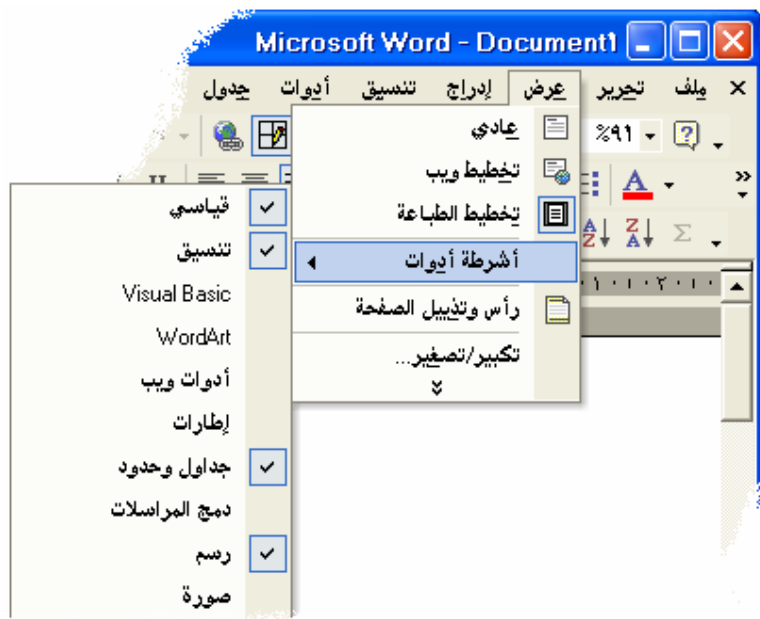 Microsoft Word - Document1
ملف تحرير عرض إدراج تنسيق أدوات جدول
%٩١
عادي
تخطيط ويب
تخطيط الطباعة
أشرطة أدوات
رأس وتذييل الصفحة
تكبير/تصغير...
قياسي
تنسيق
Visual Basic
WordArt
أدوات ويب
إطارات
جداول وحدود
دمج المراسلات
رسم
صورة